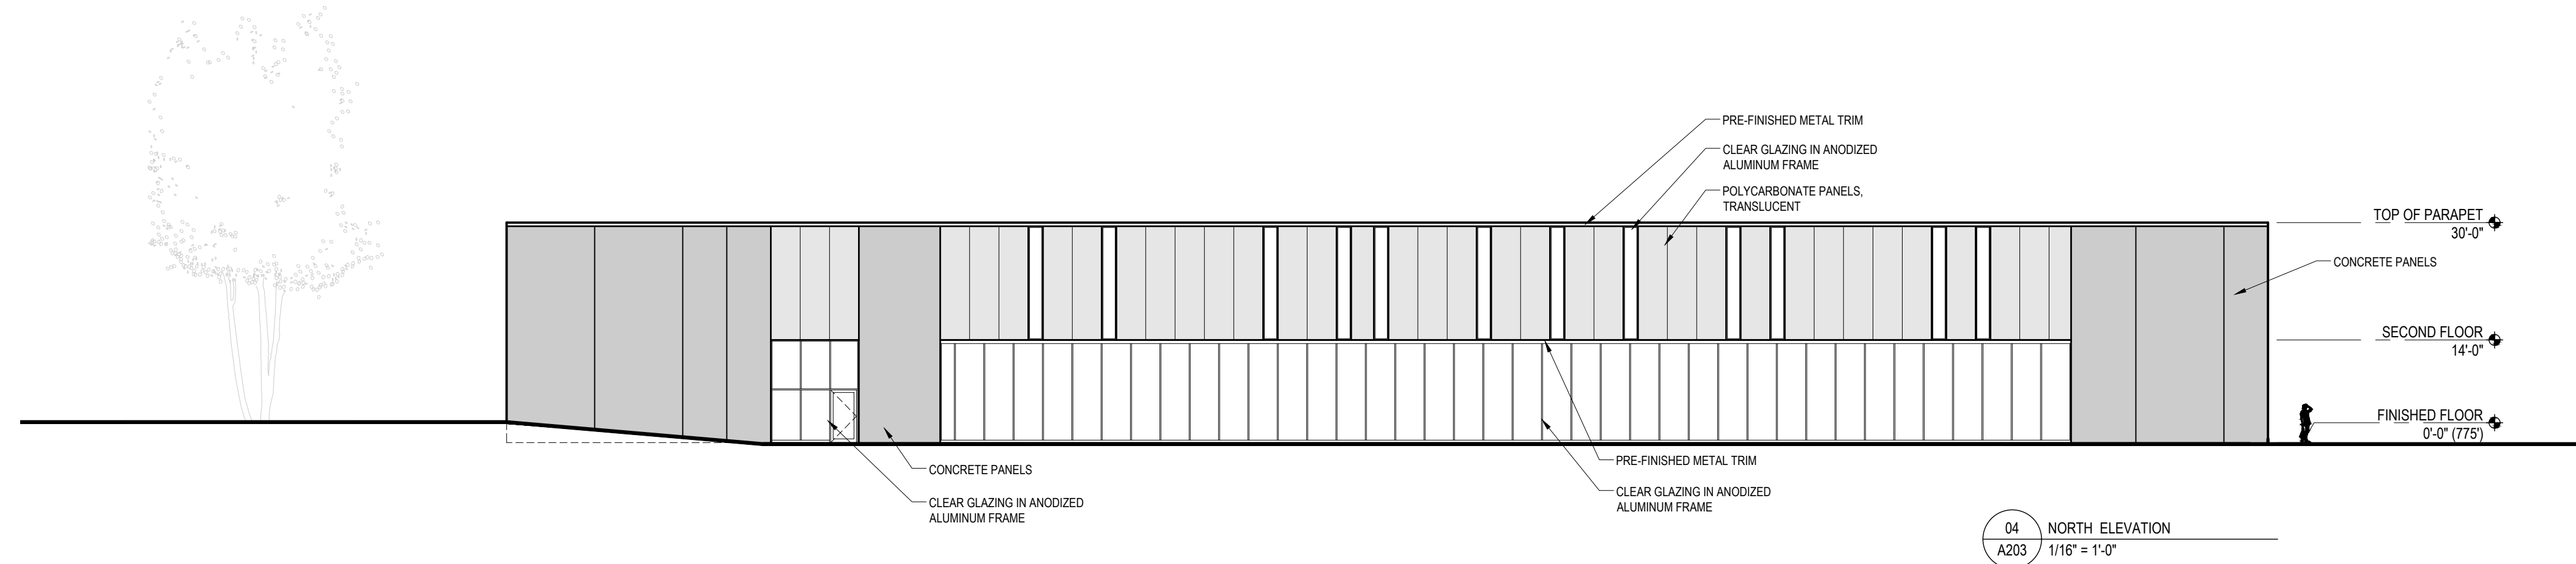 PRE-FINISHED METAL TRIM
CLEAR GLAZING IN ANODIZED
ALUMINUM FRAME
POLYCARBONATE PANELS,
TRANSLUCENT
TOP OF PARAPET
30'-0"
CONCRETE PANELS
SECOND FLOOR
14'-0"
FINISHED FLOOR
0'-0" (775')
CONCRETE PANELS
CLEAR GLAZING IN ANODIZED
ALUMINUM FRAME
PRE-FINISHED METAL TRIM
CLEAR GLAZING IN ANODIZED
ALUMINUM FRAME
04 NORTH ELEVATION
A203 1/16" = 1'-0"